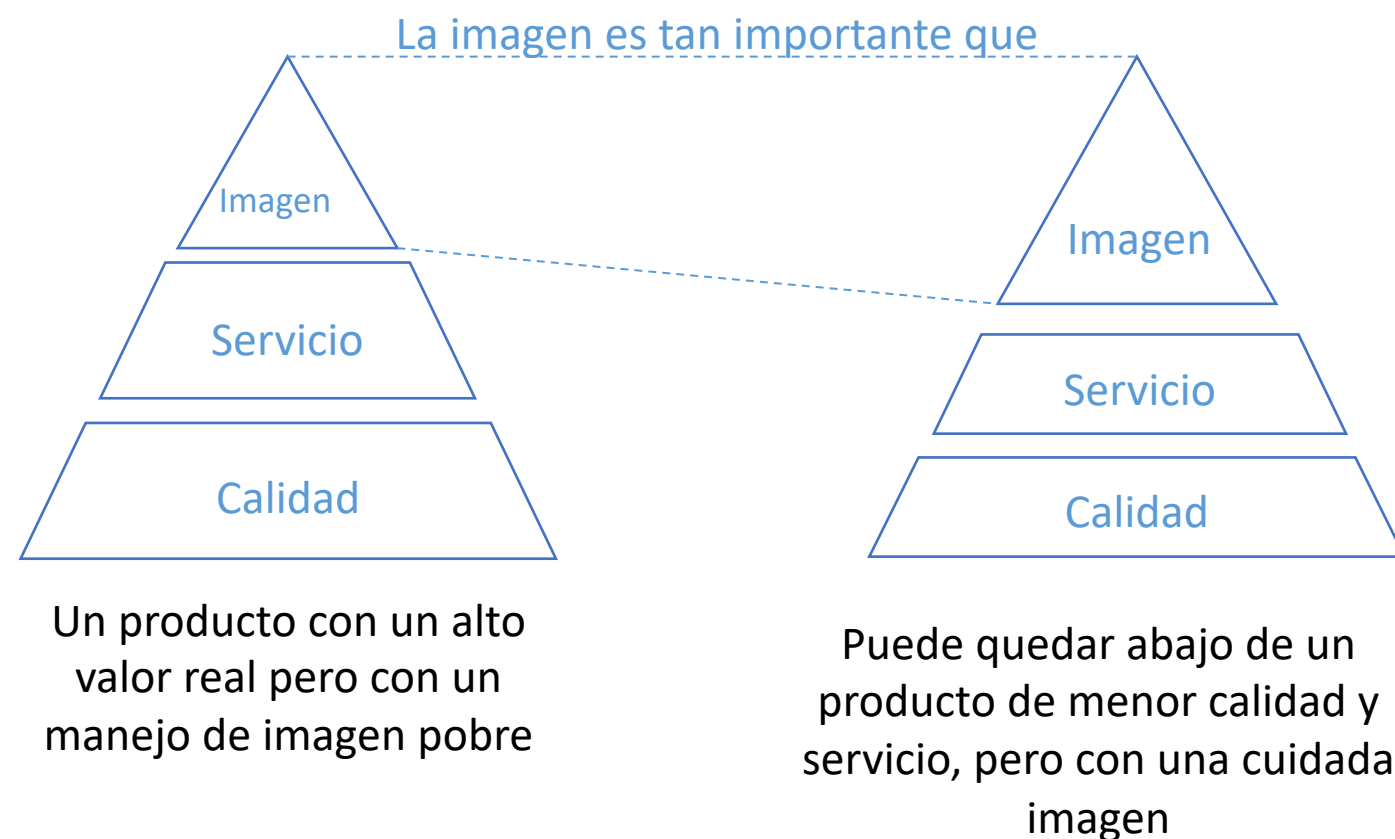 La imagen es tan importante que
Imagen
Servicio
Calidad
Un producto con un alto
valor real pero con un
manejo de imagen pobre
Imagen
Servicio
Calidad
Puede quedar abajo de un
producto de menor calidad y
servicio, pero con una cuidada
imagen